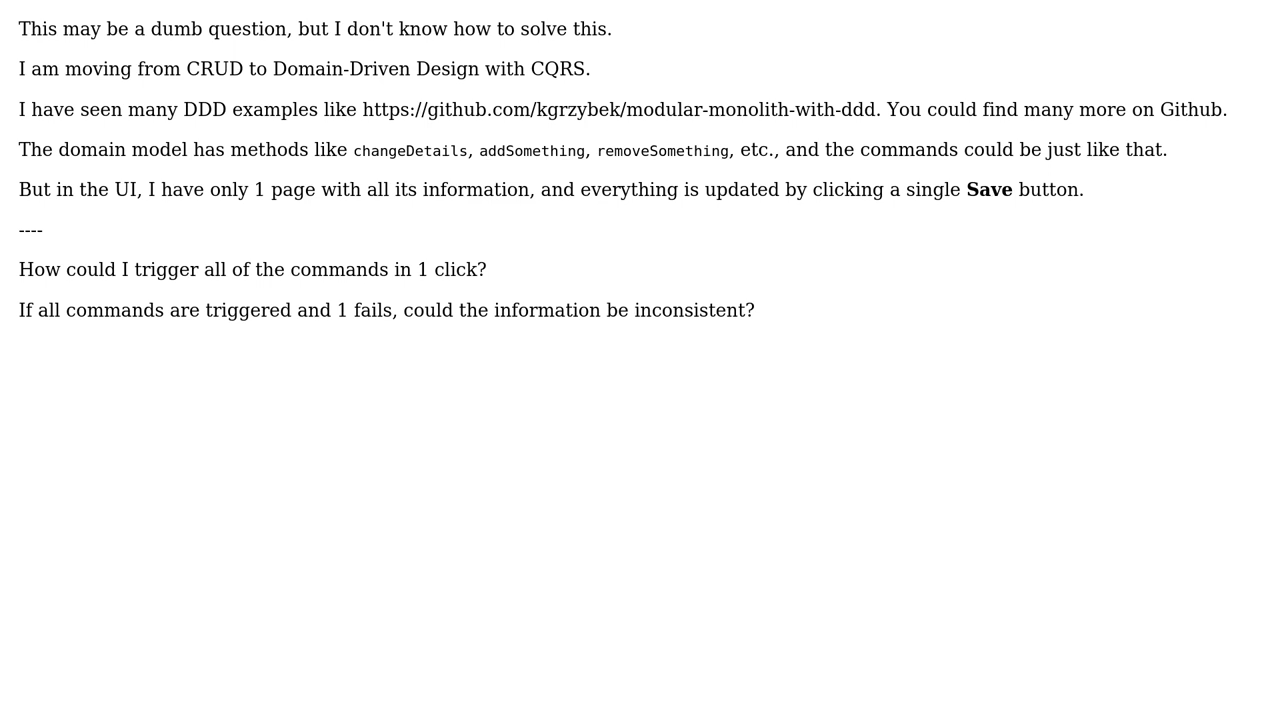 This may be a dumb question, but I don't know how to solve this.
I am moving from CRUD to Domain-Driven Design with CQRS.
I have seen many DDD examples like https://github.com/kgrzybek/modular-monolith-with-ddd. You could find many more on Github.
The domain model has methods like changeDetails, addSomething, removeSomething, etc., and the commands could be just like that.
But in the UI, I have only 1 page with all its information, and everything is updated by clicking a single Save button.
----
How could I trigger all of the commands in 1 click?
If all commands are triggered and 1 fails, could the information be inconsistent?